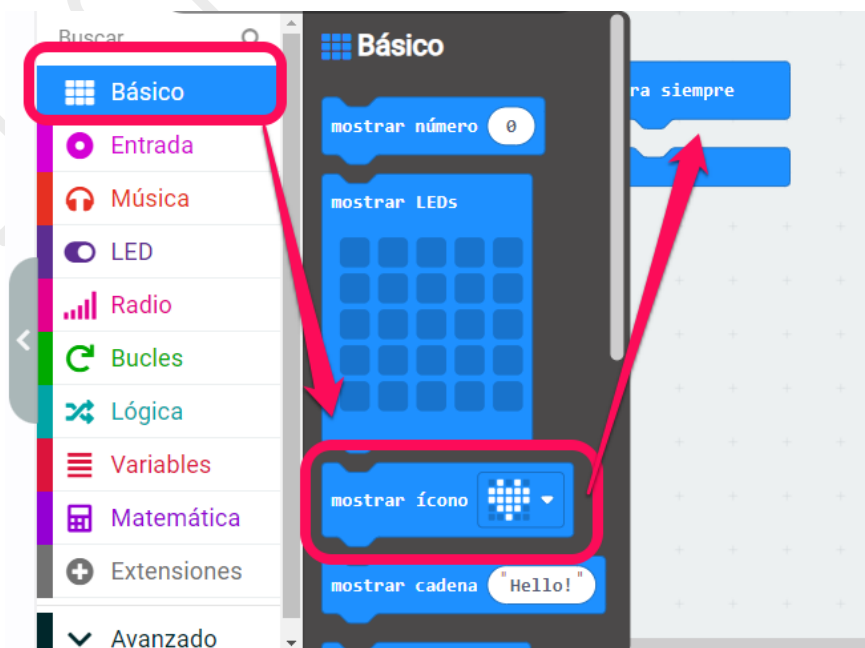 Buscar
Básico
Entrada
Música
LED
Radio
Bucles
Lógica
Variables
Matemática
Extensiones
Avanzado
Básico
mostrar número 0
mostrar LEDs
mostrar ícono
mostrar cadena "Hello!"
ra siempre